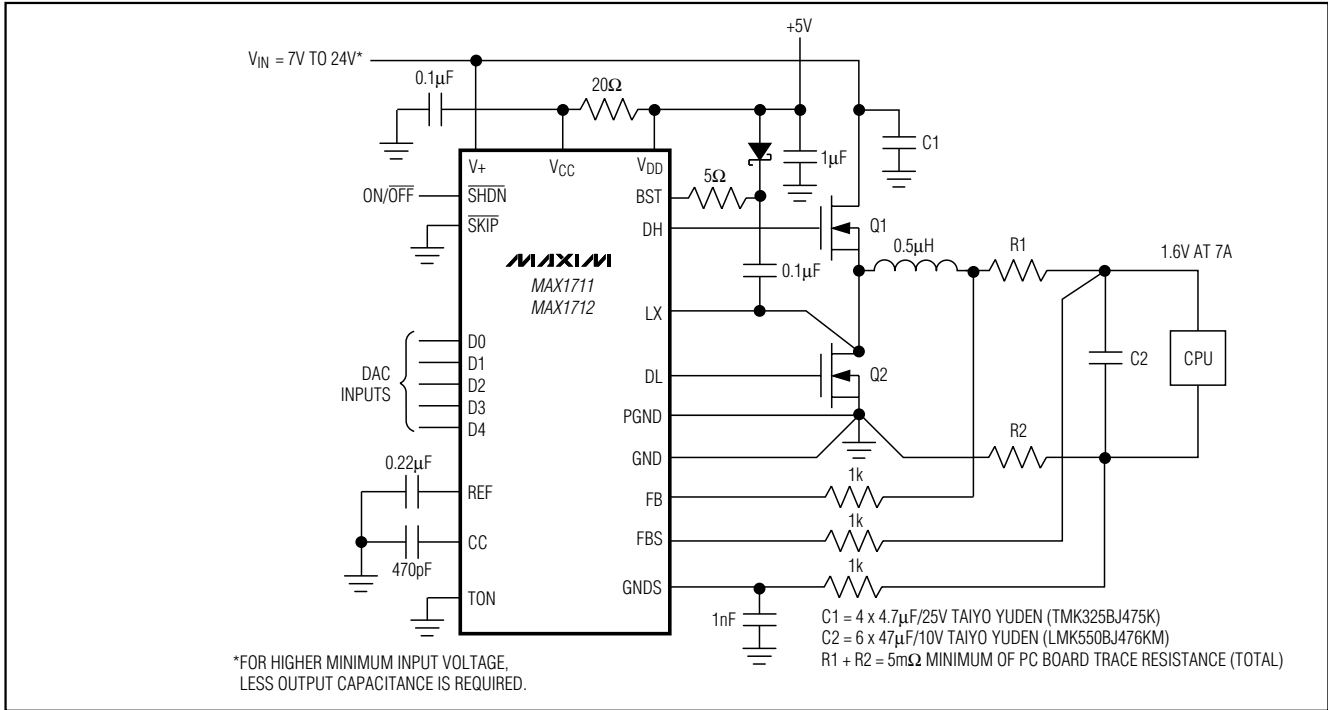 +5V
V_IN = 7V TO 24V*
0.1μF
20Ω
C1
1μF
V+
V_CC
V_DD
5Ω
ON/O̅F̅F̅
S̅H̅D̅N̅
BST
S̅K̅I̅P̅
DH
Q1
MAXIM
MAX1711
MAX1712
0.1μF
0.5μH
R1
1.6V AT 7A
LX
D0
D1
D2
D3
D4
DAC
INPUTS
DL
Q2
C2
CPU
PGND
GND
R2
0.22μF
REF
FB
1k
CC
470pF
FBS
1k
TON
GNDS
1k
1nF
C1 = 4 x 4.7μF/25V TAIYO YUDEN (TMK325BJ475K)
C2 = 6 x 47μF/10V TAIYO YUDEN (LMK550BJ476KM)
R1 + R2 = 5mΩ MINIMUM OF PC BOARD TRACE RESISTANCE (TOTAL)
*FOR HIGHER MINIMUM INPUT VOLTAGE,
LESS OUTPUT CAPACITANCE IS REQUIRED.